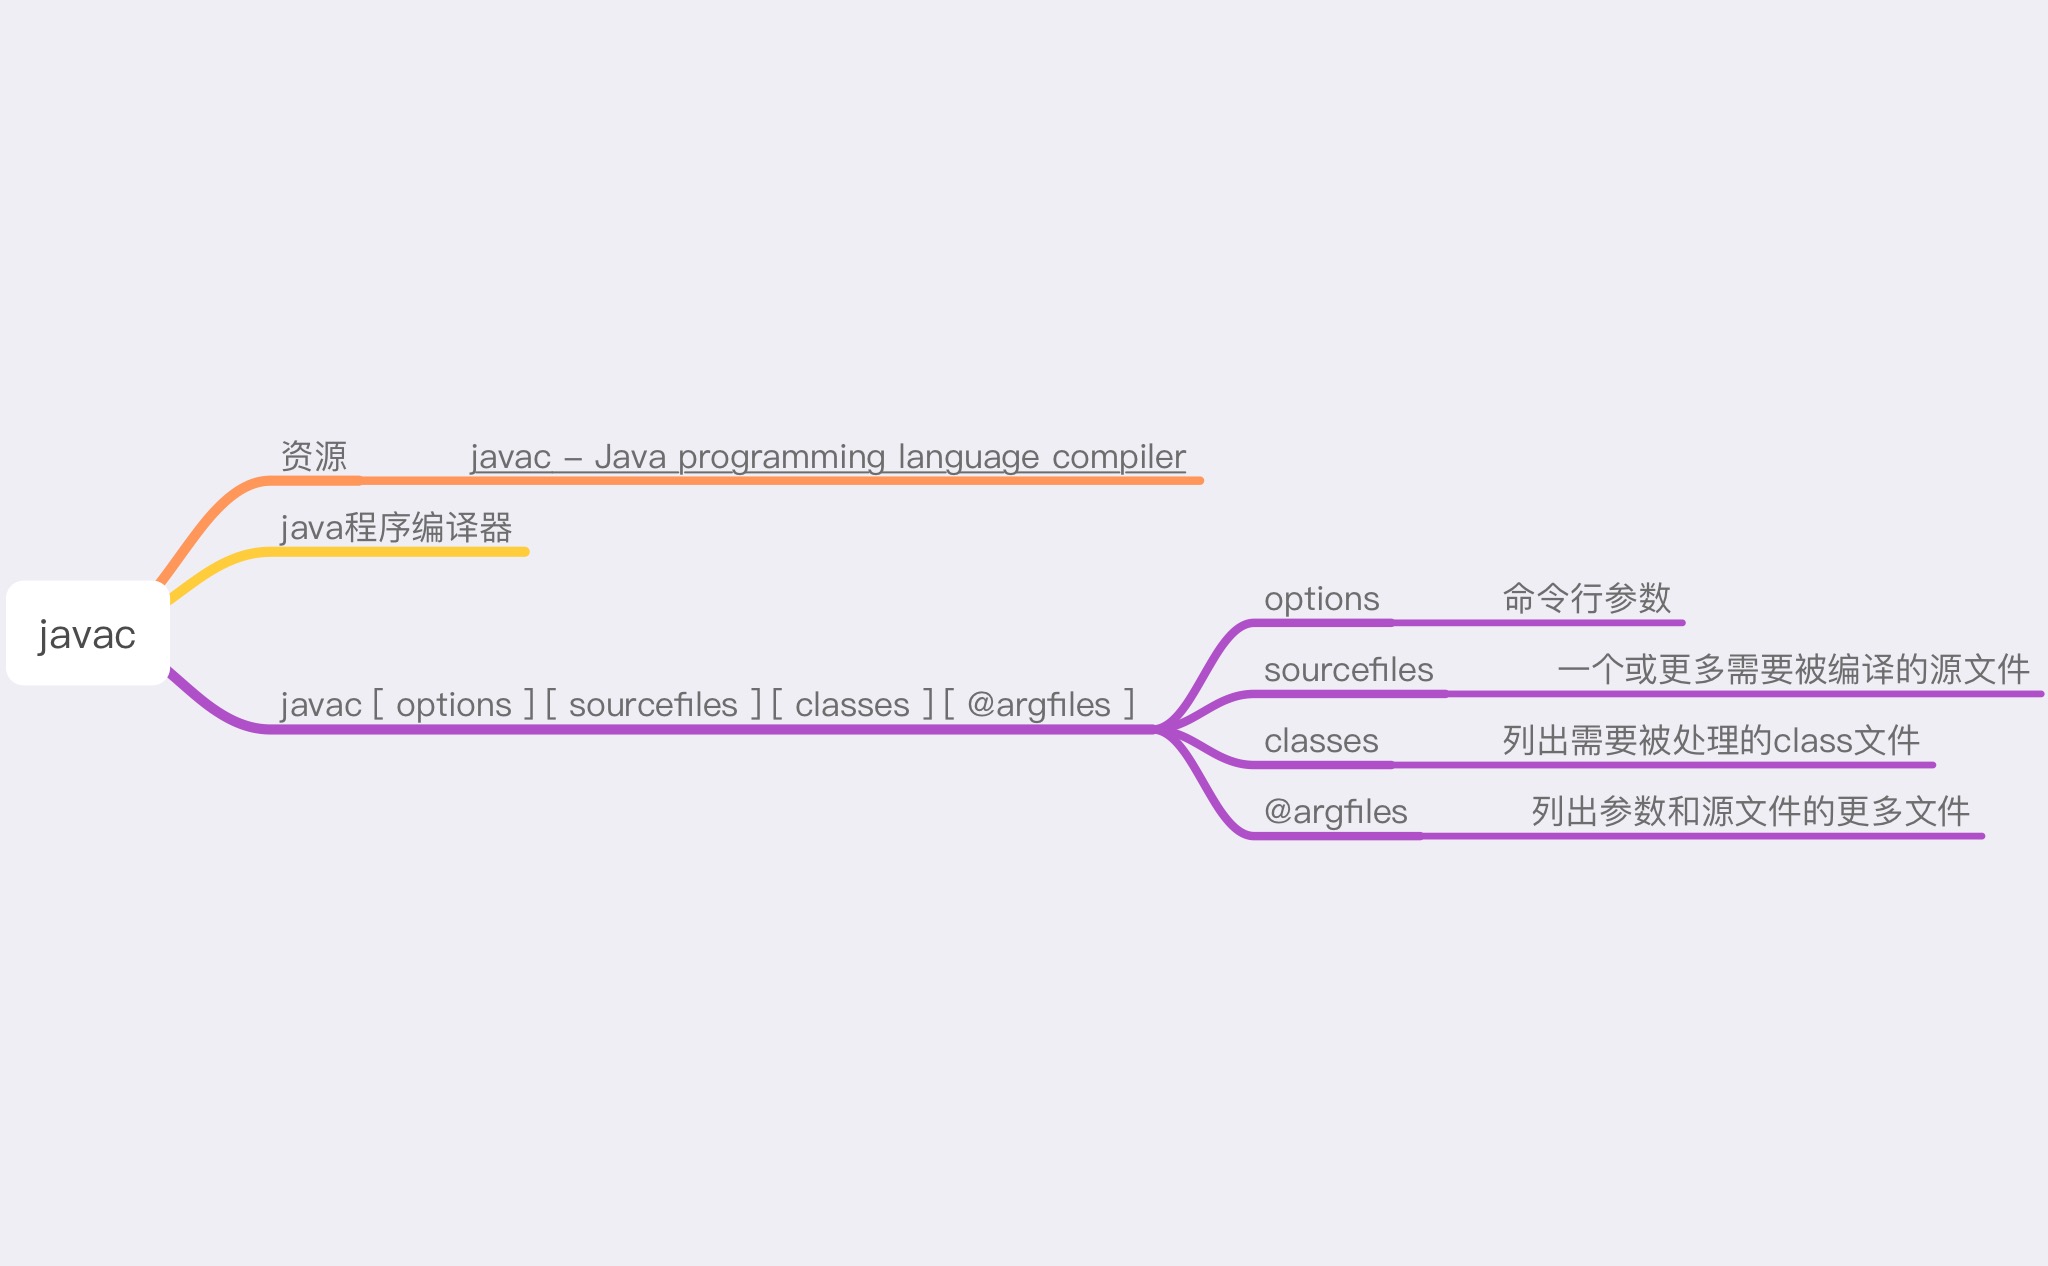 资源 javac – Java programming language compiler
java程序编译器
javac
javac [ options ] [ sourcefiles ] [ classes ] [ @argfiles ]
options 命令行参数
sourcefiles 一个或更多需要被编译的源文件
classes 列出需要被处理的class文件
@argfiles 列出参数和源文件的更多文件